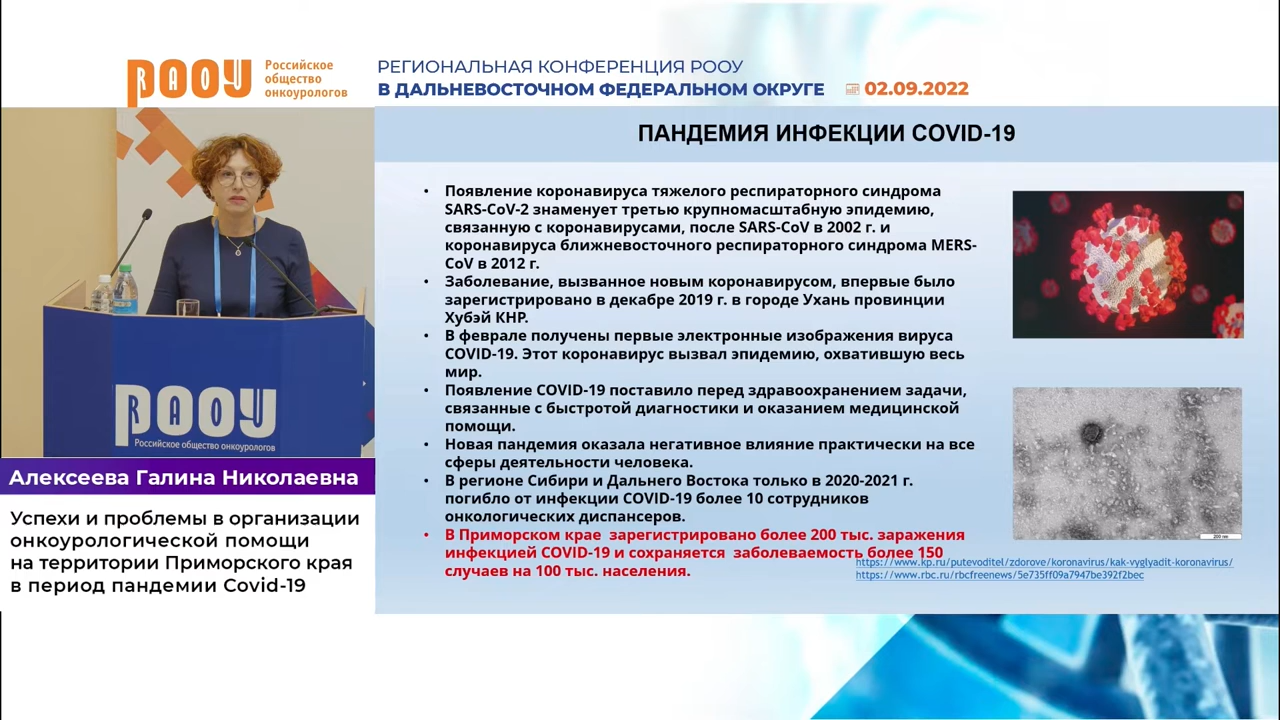 РООУ
Российское
общество
онкоурологов
РЕГИОНАЛЬНАЯ КОНФЕРЕНЦИЯ РООУ
В ДАЛЬНЕВОСТОЧНОМ ФЕДЕРАЛЬНОМ ОКРУГЕ
02.09.2022
ПАНДЕМИЯ ИНФЕКЦИИ COVID-19
• Появление коронавируса тяжелого респираторного синдрома
SARS-CoV-2 знаменует третью крупномасштабную эпидемию,
связанную с коронавирусами, после SARS-CoV в 2002 г. и
коронавируса ближневосточного респираторного синдрома MERS-
CoV в 2012 г.
• Заболевание, вызванное новым коронавирусом, впервые было
зарегистрировано в декабре 2019 г. в городе Ухань провинции
Хубэй КНР.
• В феврале получены первые электронные изображения вируса
COVID-19. Этот коронавирус вызвал эпидемию, охватившую весь
мир.
• Появление COVID-19 поставило перед здравоохранением задачи,
связанные с быстротой диагностики и оказанием медицинской
помощи.
• Новая пандемия оказала негативное влияние практически на все
сферы деятельности человека.
• В регионе Сибири и Дальнего Востока только в 2020-2021 г.
погибло от инфекции COVID-19 более 10 сотрудников
онкологических диспансеров.
• В Приморском крае зарегистрировано более 200 тыс. заражения
инфекцией COVID-19 и сохраняется заболеваемость более 150
случаев на 100 тыс. населения.
200 nm
https://www.kp.ru/putevoditel/zdorove/koronavirus/kak-vyglyadit-koronavirus/
https://www.rbc.ru/rbcfreenews/5e735ff09a7947be392f2bec
РООУ
RAOU
Российское общество онкоурологов
Алексеева Галина Николаевна
Успехи и проблемы в организации
онкоурологической помощи
на территории Приморского края
в период пандемии Covid-19